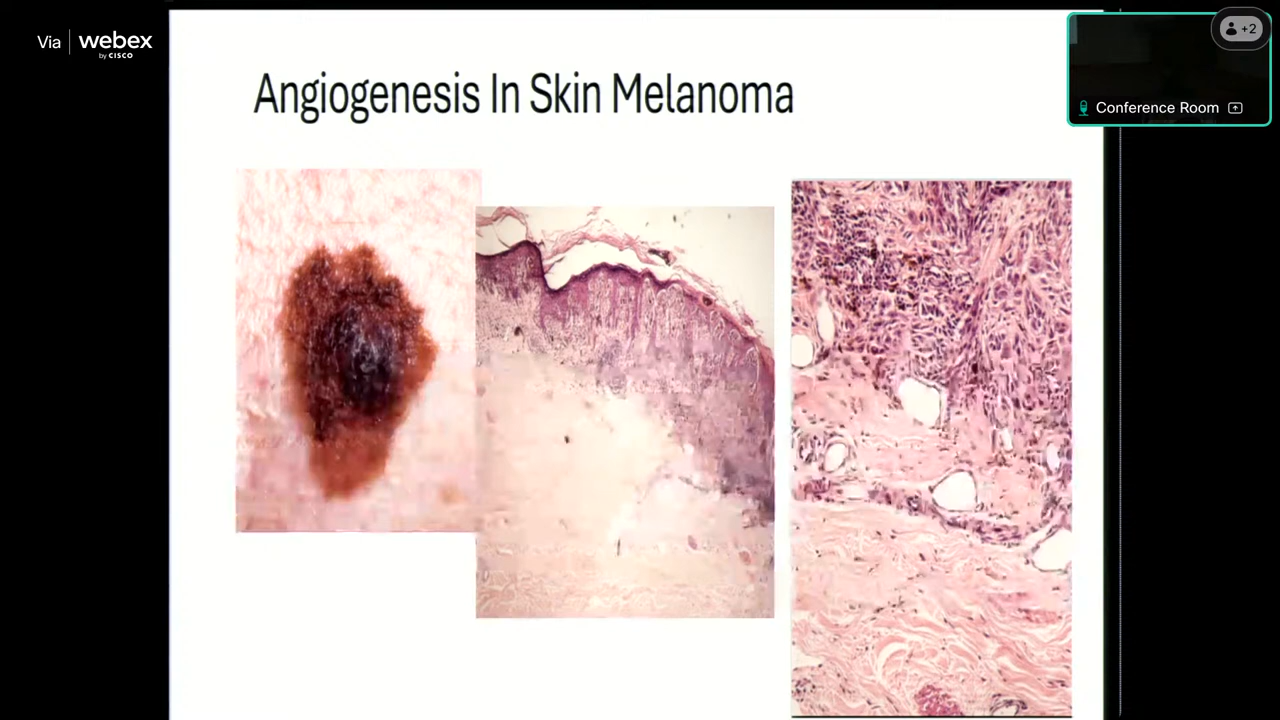 Via webex
by CISCO
Angiogenesis In Skin Melanoma
+2
Conference Room